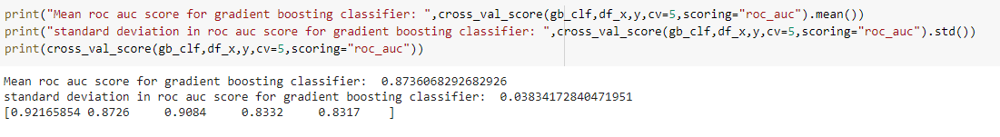 print("Mean roc auc score for gradient boosting classifier: ",cross_val_score(gb_clf,df_x,y,cv=5,scoring="roc_auc").mean())
print("standard deviation in roc auc score for gradient boosting classifier: ",cross_val_score(gb_clf,df_x,y,cv=5,scoring="roc_auc").std())
print(cross_val_score(gb_clf,df_x,y,cv=5,scoring="roc_auc"))
Mean roc auc score for gradient boosting classifier:  0.8736068292682926
standard deviation in roc auc score for gradient boosting classifier:  0.03834172840471951
[0.92165854 0.8726     0.9084     0.8332     0.8317    ]